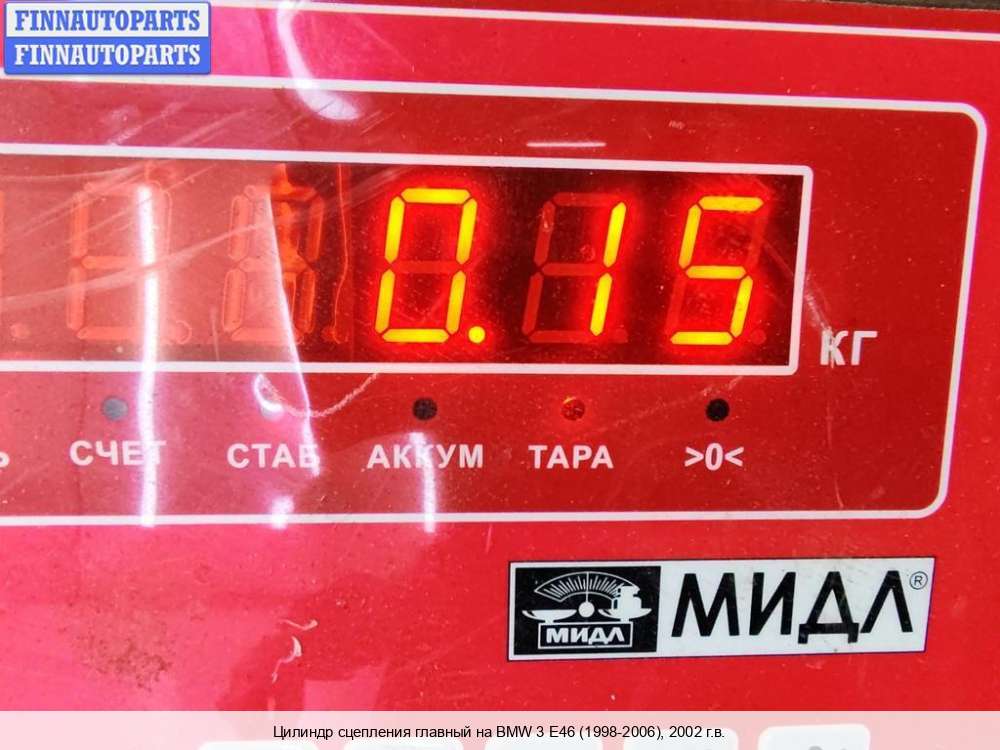 FINNAUTOPARTS
FINNAUTOPARTS
0.15
КГ
СЧЕТ СТАБ АККУМ ТАРА >0<
МИДЛ МИДЛ®
Цилиндр сцепления главный на BMW 3 E46 (1998-2006), 2002 г.в.